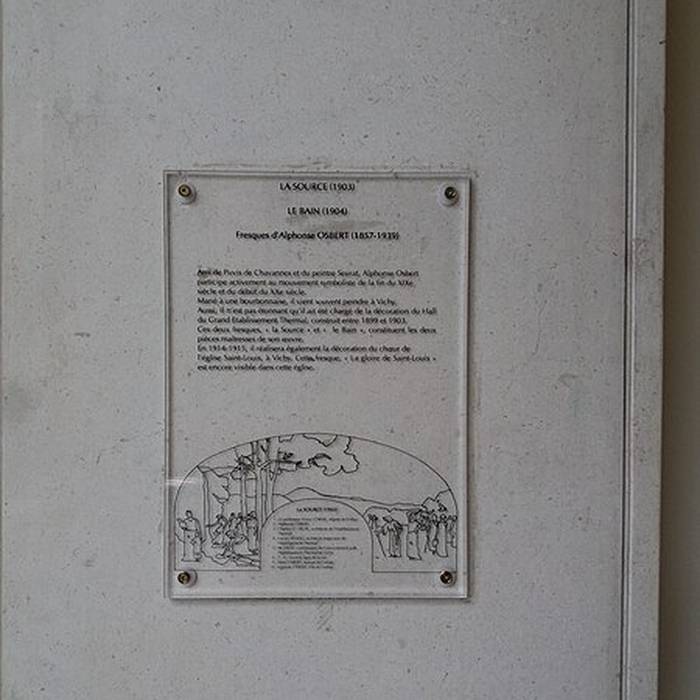 LA SOURCE (1903)
LE BAIN (1904)
Fresques d'Alphonse OSBERT (1857-1939)
Ami de Puvis de Chavannes et du peintre Seurat, Alphonse Osbert
participe activement au mouvement symboliste de la fin du XIXe
siècle et du début du XXe siècle.
Marié à une bourbonnaise, il vient souvent peindre à Vichy.
Aussi, il n'est pas étonnant qu'il ait été chargé de la décoration du Hall
du Grand Etablissement Thermal, construit entre 1899 et 1903.
Ces deux fresques, « la Source » et « le Bain », constituent les deux
pièces maîtresses de son œuvre.
En 1914-1915, il réalisera également la décoration du chœur de
l'église Saint-Louis, à Vichy. Cette fresque, « La gloire de Saint-Louis »
est encore visible dans cette église.
La SOURCE (1903)